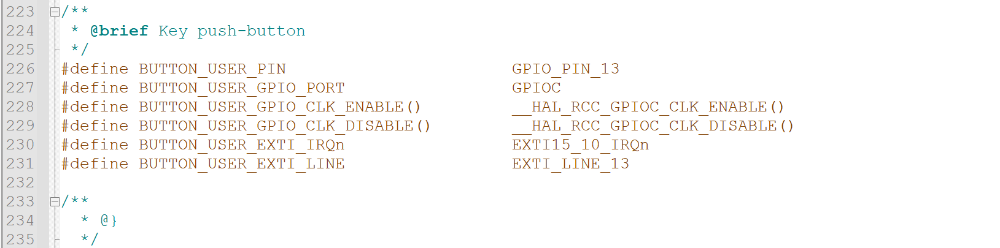 223 /**
224 * @brief Key push-button
225 */
226 #define BUTTON_USER_PIN GPIO_PIN_13
227 #define BUTTON_USER_GPIO_PORT GPIOC
228 #define BUTTON_USER_GPIO_CLK_ENABLE() __HAL_RCC_GPIOC_CLK_ENABLE()
229 #define BUTTON_USER_GPIO_CLK_DISABLE() __HAL_RCC_GPIOC_CLK_DISABLE()
230 #define BUTTON_USER_EXTI_IRQn EXTI15_10_IRQn
231 #define BUTTON_USER_EXTI_LINE EXTI_LINE_13
232
233 /**
234 * @}
235 */